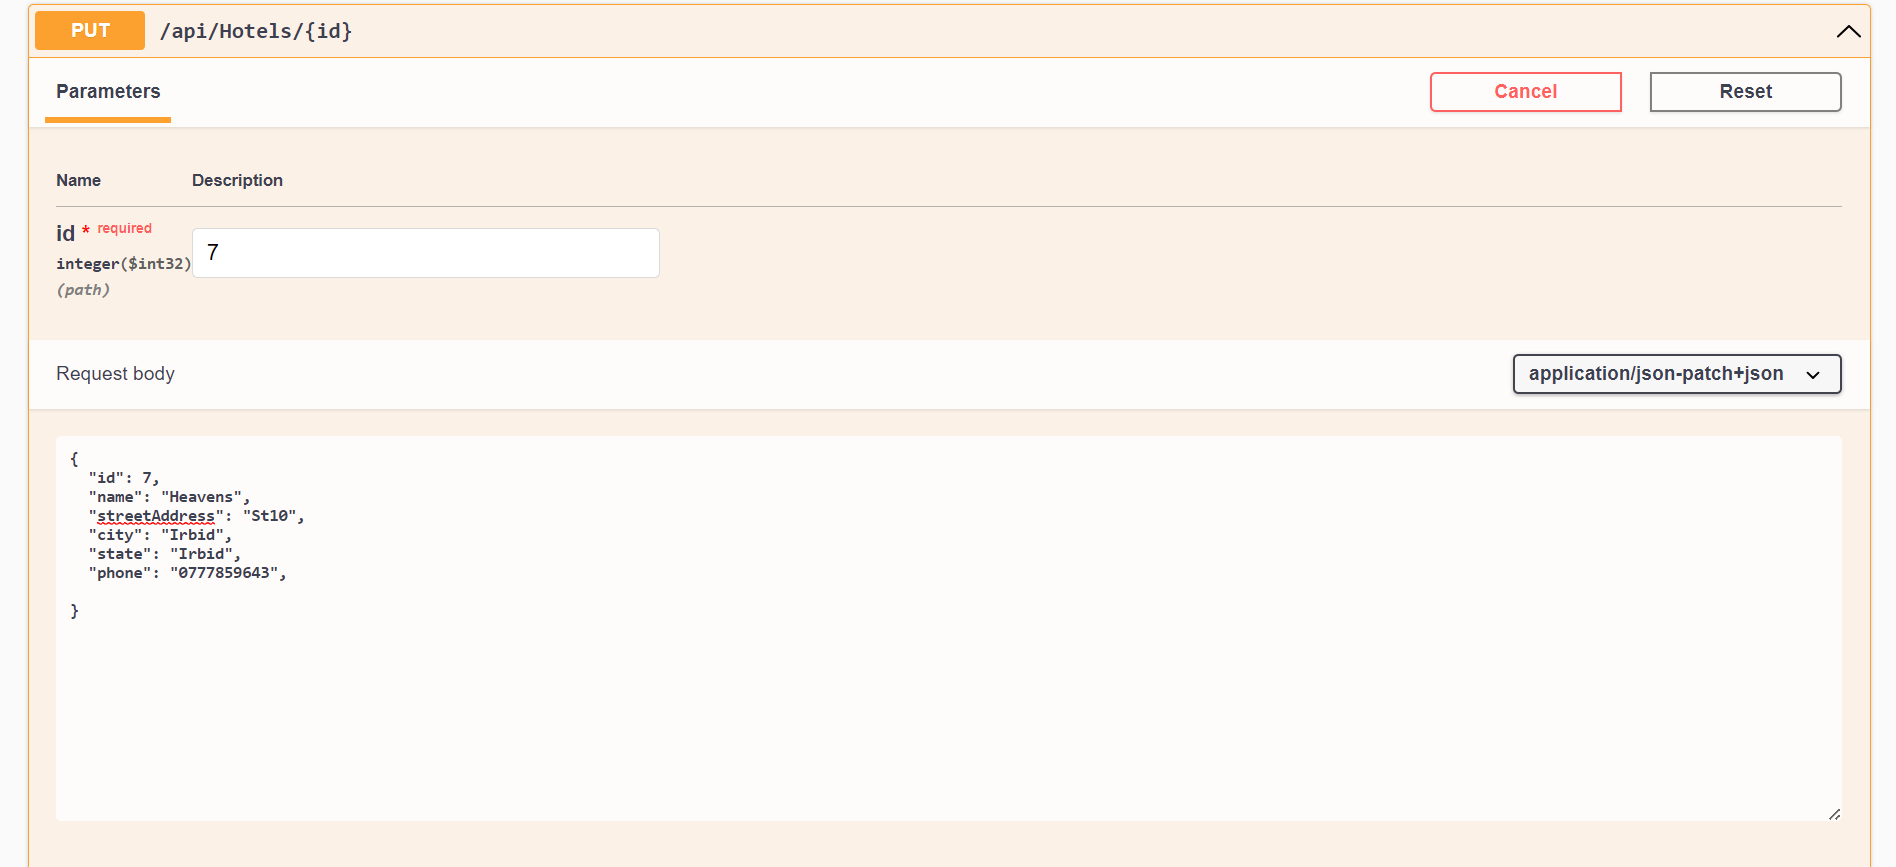 PUT /api/Hotels/{id}
Parameters
Cancel
Reset
Name Description
id * required
integer($int32)
(path)
7
Request body
application/json-patch+json
{
  "id": 7,
  "name": "Heavens",
  "streetAddress": "St10",
  "city": "Irbid",
  "state": "Irbid",
  "phone": "0777859643",
}